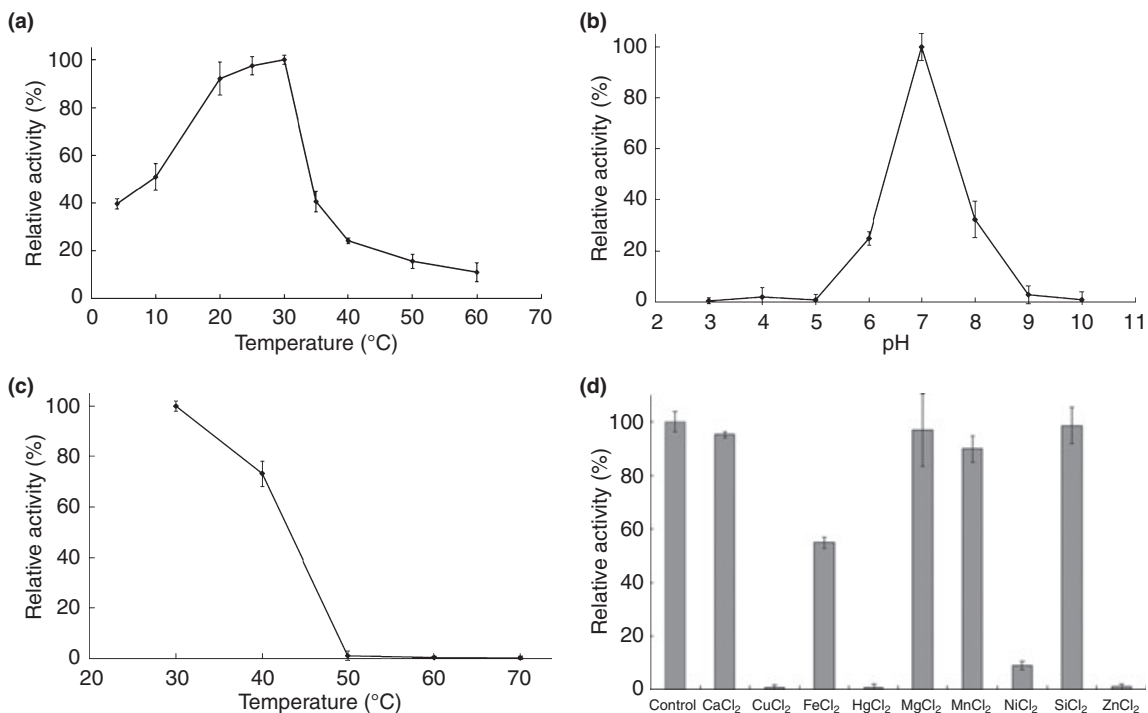 (a)
Relative activity (%)
100
80
60
40
20
0
0 10 20 30 40 50 60 70
Temperature (°C)
(b)
Relative activity (%)
100
80
60
40
20
0
2 3 4 5 6 7 8 9 10 11
pH
(c)
Relative activity (%)
100
80
60
40
20
0
20 30 40 50 60 70
Temperature (°C)
(d)
Relative activity (%)
100
80
60
40
20
0
Control CaCl₂ CuCl₂ FeCl₂ HgCl₂ MgCl₂ MnCl₂ NiCl₂ SiCl₂ ZnCl₂